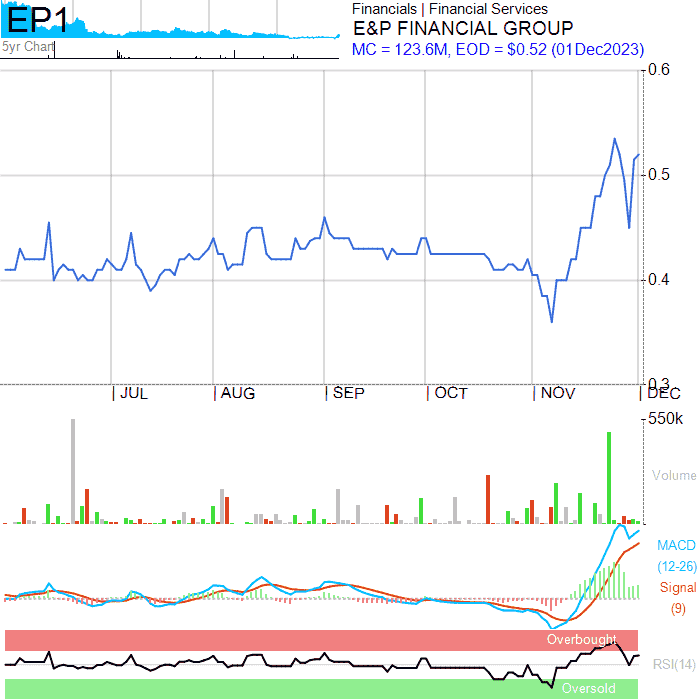 EP1
5yr Chart
Financials | Financial Services
E&P FINANCIAL GROUP
MC = 123.6M, EOD = $0.52 (01Dec2023)
0.6
0.5
0.4
0.3
JUL
AUG
SEP
OCT
NOV
DEC
550k
Volume
MACD
(12-26)
Signal
(9)
Overbought
RSI(14)
Oversold